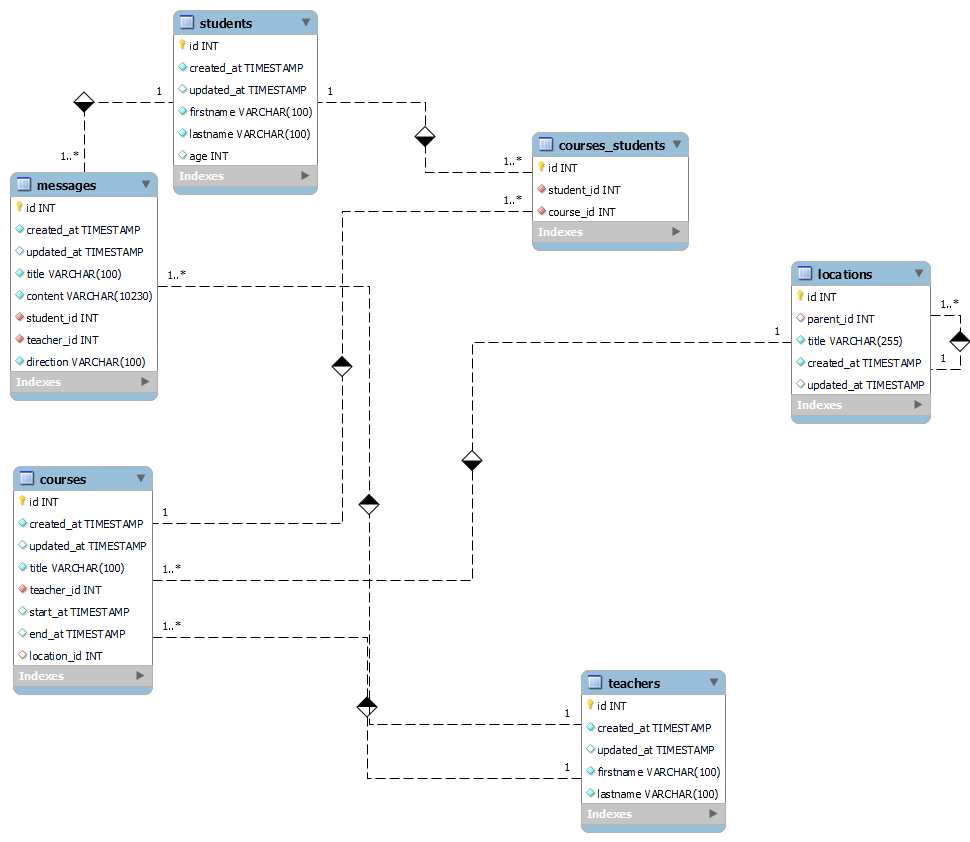 students
id INT
created_at TIMESTAMP
updated_at TIMESTAMP
firstname VARCHAR(100)
lastname VARCHAR(100)
age INT
Indexes
1
1
1..*
messages
id INT
created_at TIMESTAMP
updated_at TIMESTAMP
title VARCHAR(100)
content VARCHAR(10230)
student_id INT
teacher_id INT
direction VARCHAR(100)
Indexes
1..*
courses_students
id INT
student_id INT
course_id INT
Indexes
1..*
1..*
locations
id INT
parent_id INT
title VARCHAR(255)
created_at TIMESTAMP
updated_at TIMESTAMP
Indexes
1..*
1
1
courses
id INT
created_at TIMESTAMP
updated_at TIMESTAMP
title VARCHAR(100)
teacher_id INT
start_at TIMESTAMP
end_at TIMESTAMP
location_id INT
Indexes
1
1..*
1..*
teachers
id INT
created_at TIMESTAMP
updated_at TIMESTAMP
firstname VARCHAR(100)
lastname VARCHAR(100)
Indexes
1
1